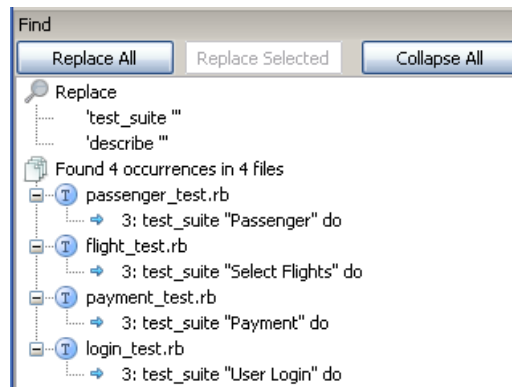 Find
Replace All Replace Selected Collapse All
Replace
'test_suite "'
'describe "'
Found 4 occurrences in 4 files
T passenger_test.rb
3: test_suite "Passenger" do
T flight_test.rb
3: test_suite "Select Flights" do
T payment_test.rb
3: test_suite "Payment" do
T login_test.rb
3: test_suite "User Login" do